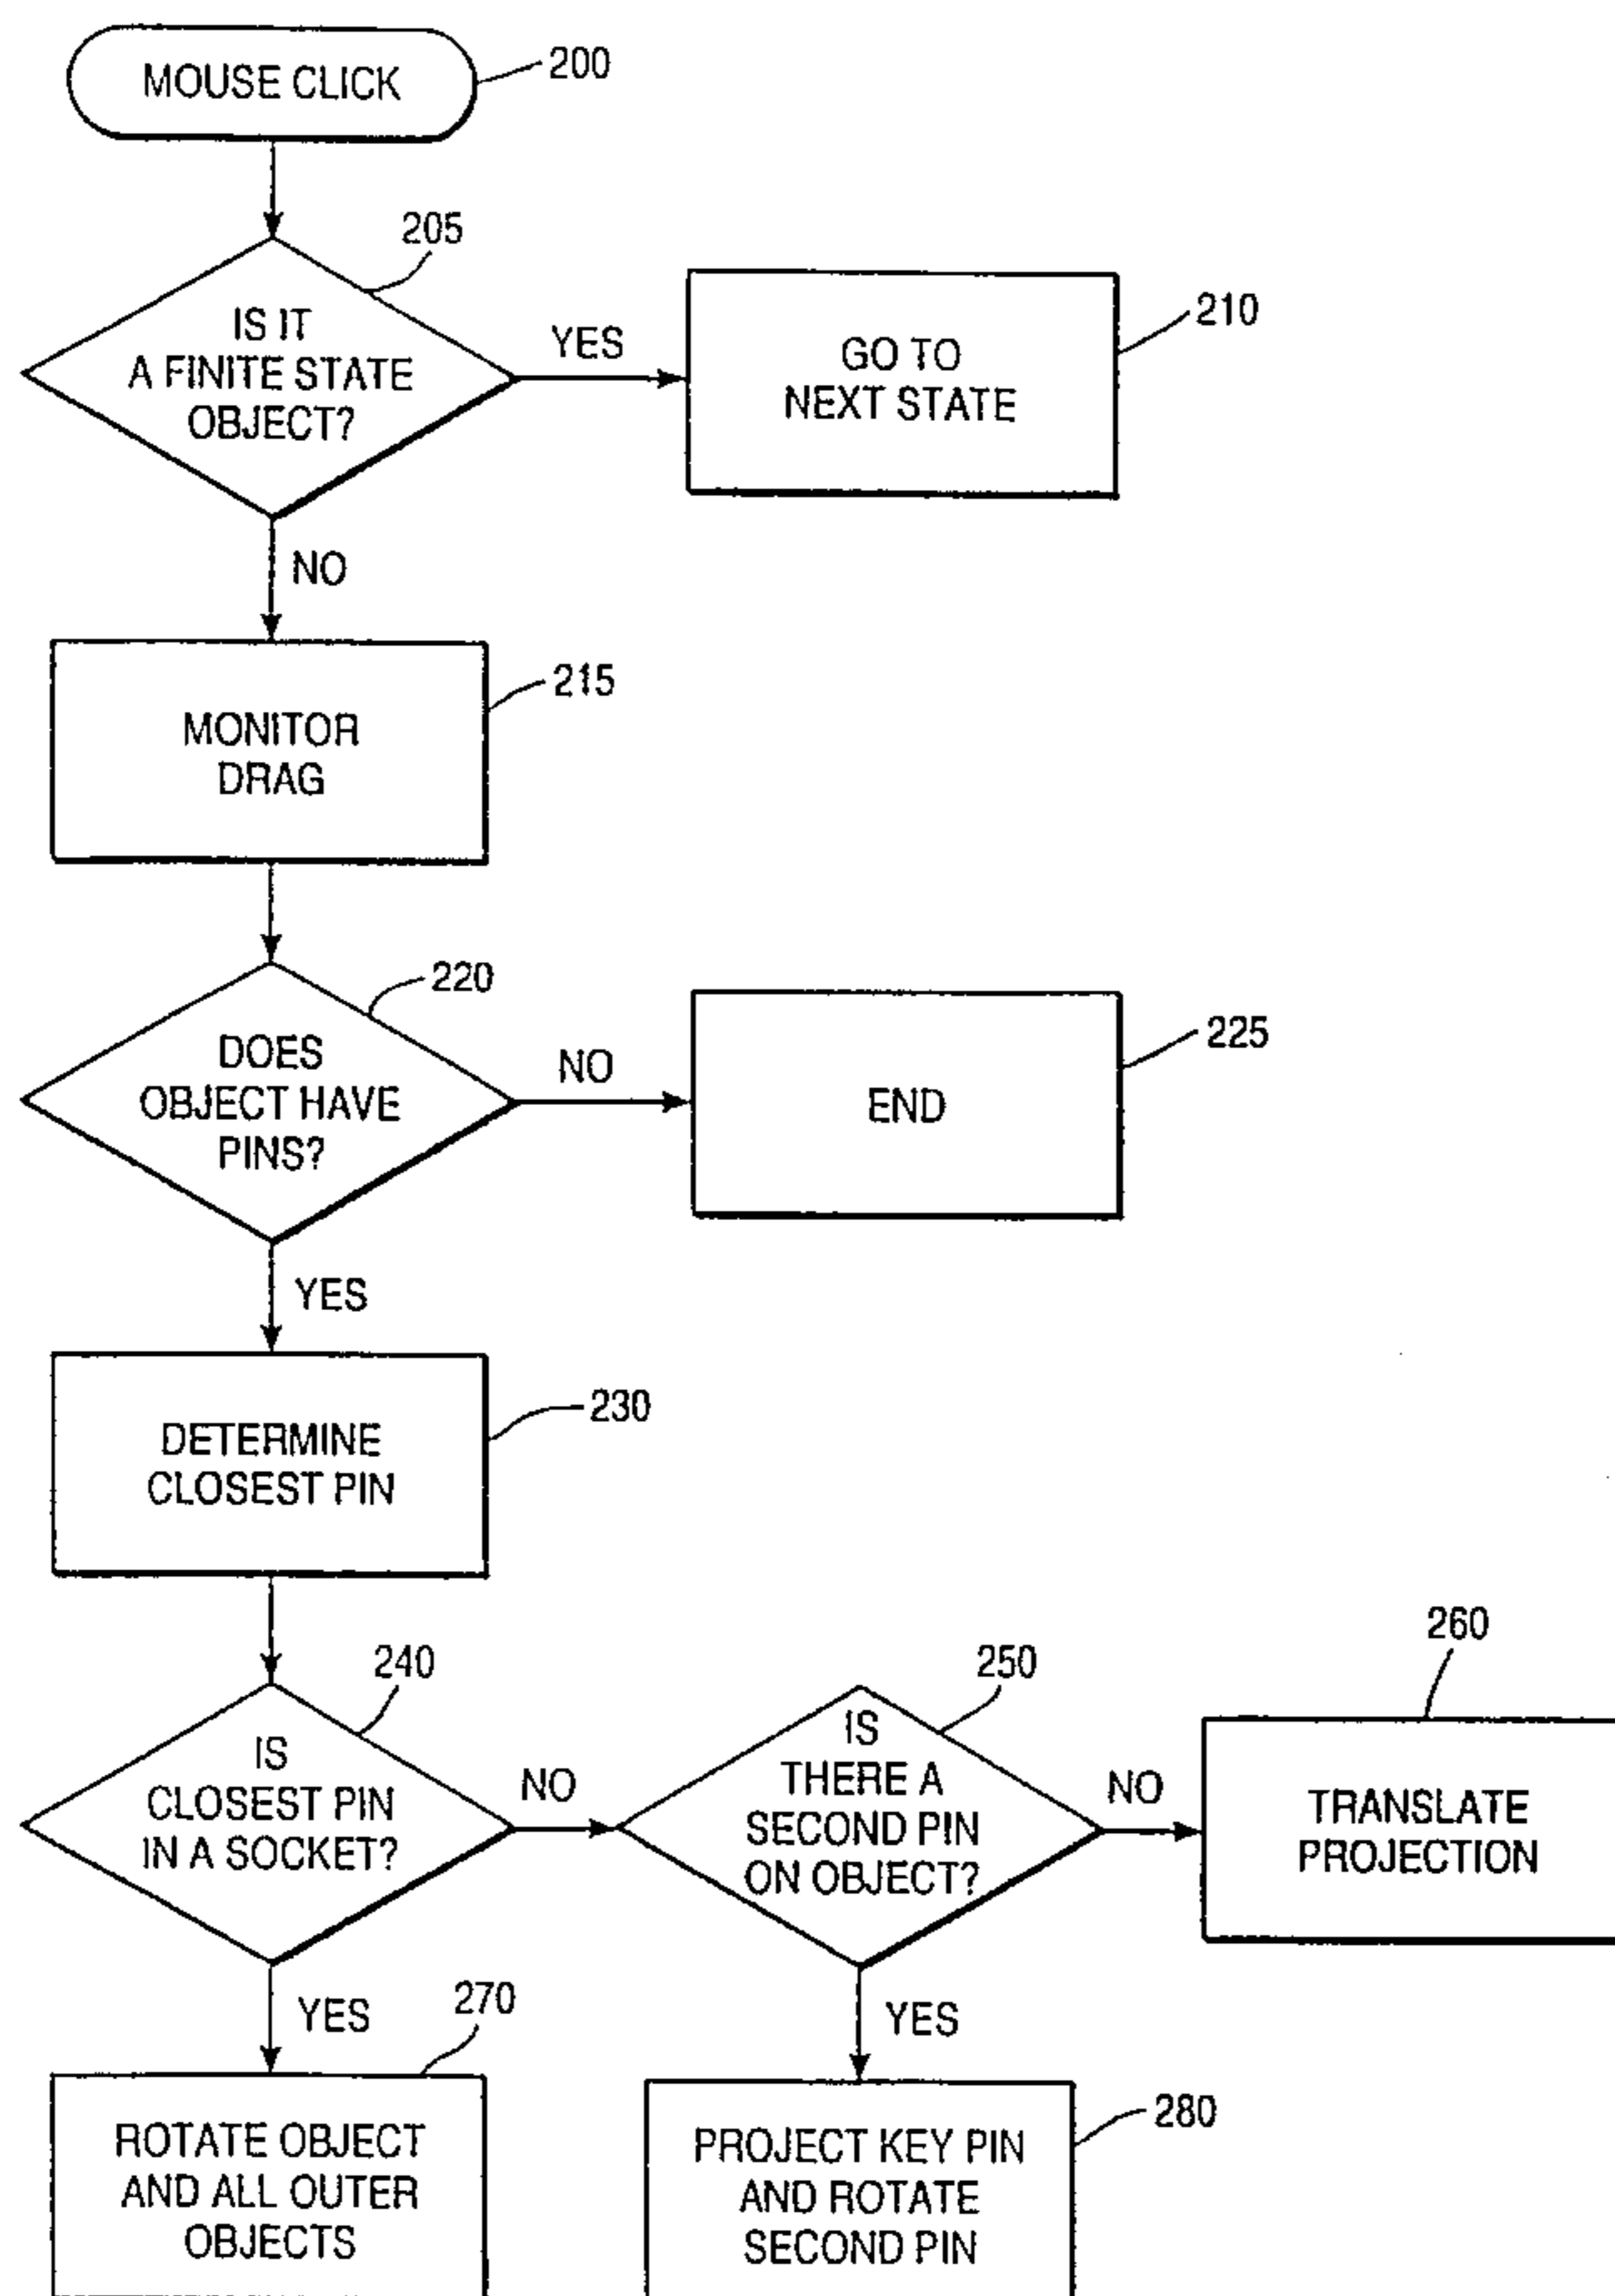 MOUSE CLICK
200
205
IS IT
A FINITE STATE
OBJECT?
YES
GO TO
NEXT STATE
210
NO
MONITOR
DRAG
215
220
DOES
OBJECT HAVE
PINS?
NO
END
225
YES
DETERMINE
CLOSEST PIN
230
240
IS
CLOSEST PIN
IN A SOCKET?
NO
250
IS
THERE A
SECOND PIN
ON OBJECT?
NO
260
TRANSLATE
PROJECTION
YES
270
ROTATE OBJECT
AND ALL OUTER
OBJECTS
YES
PROJECT KEY PIN
AND ROTATE
SECOND PIN
280